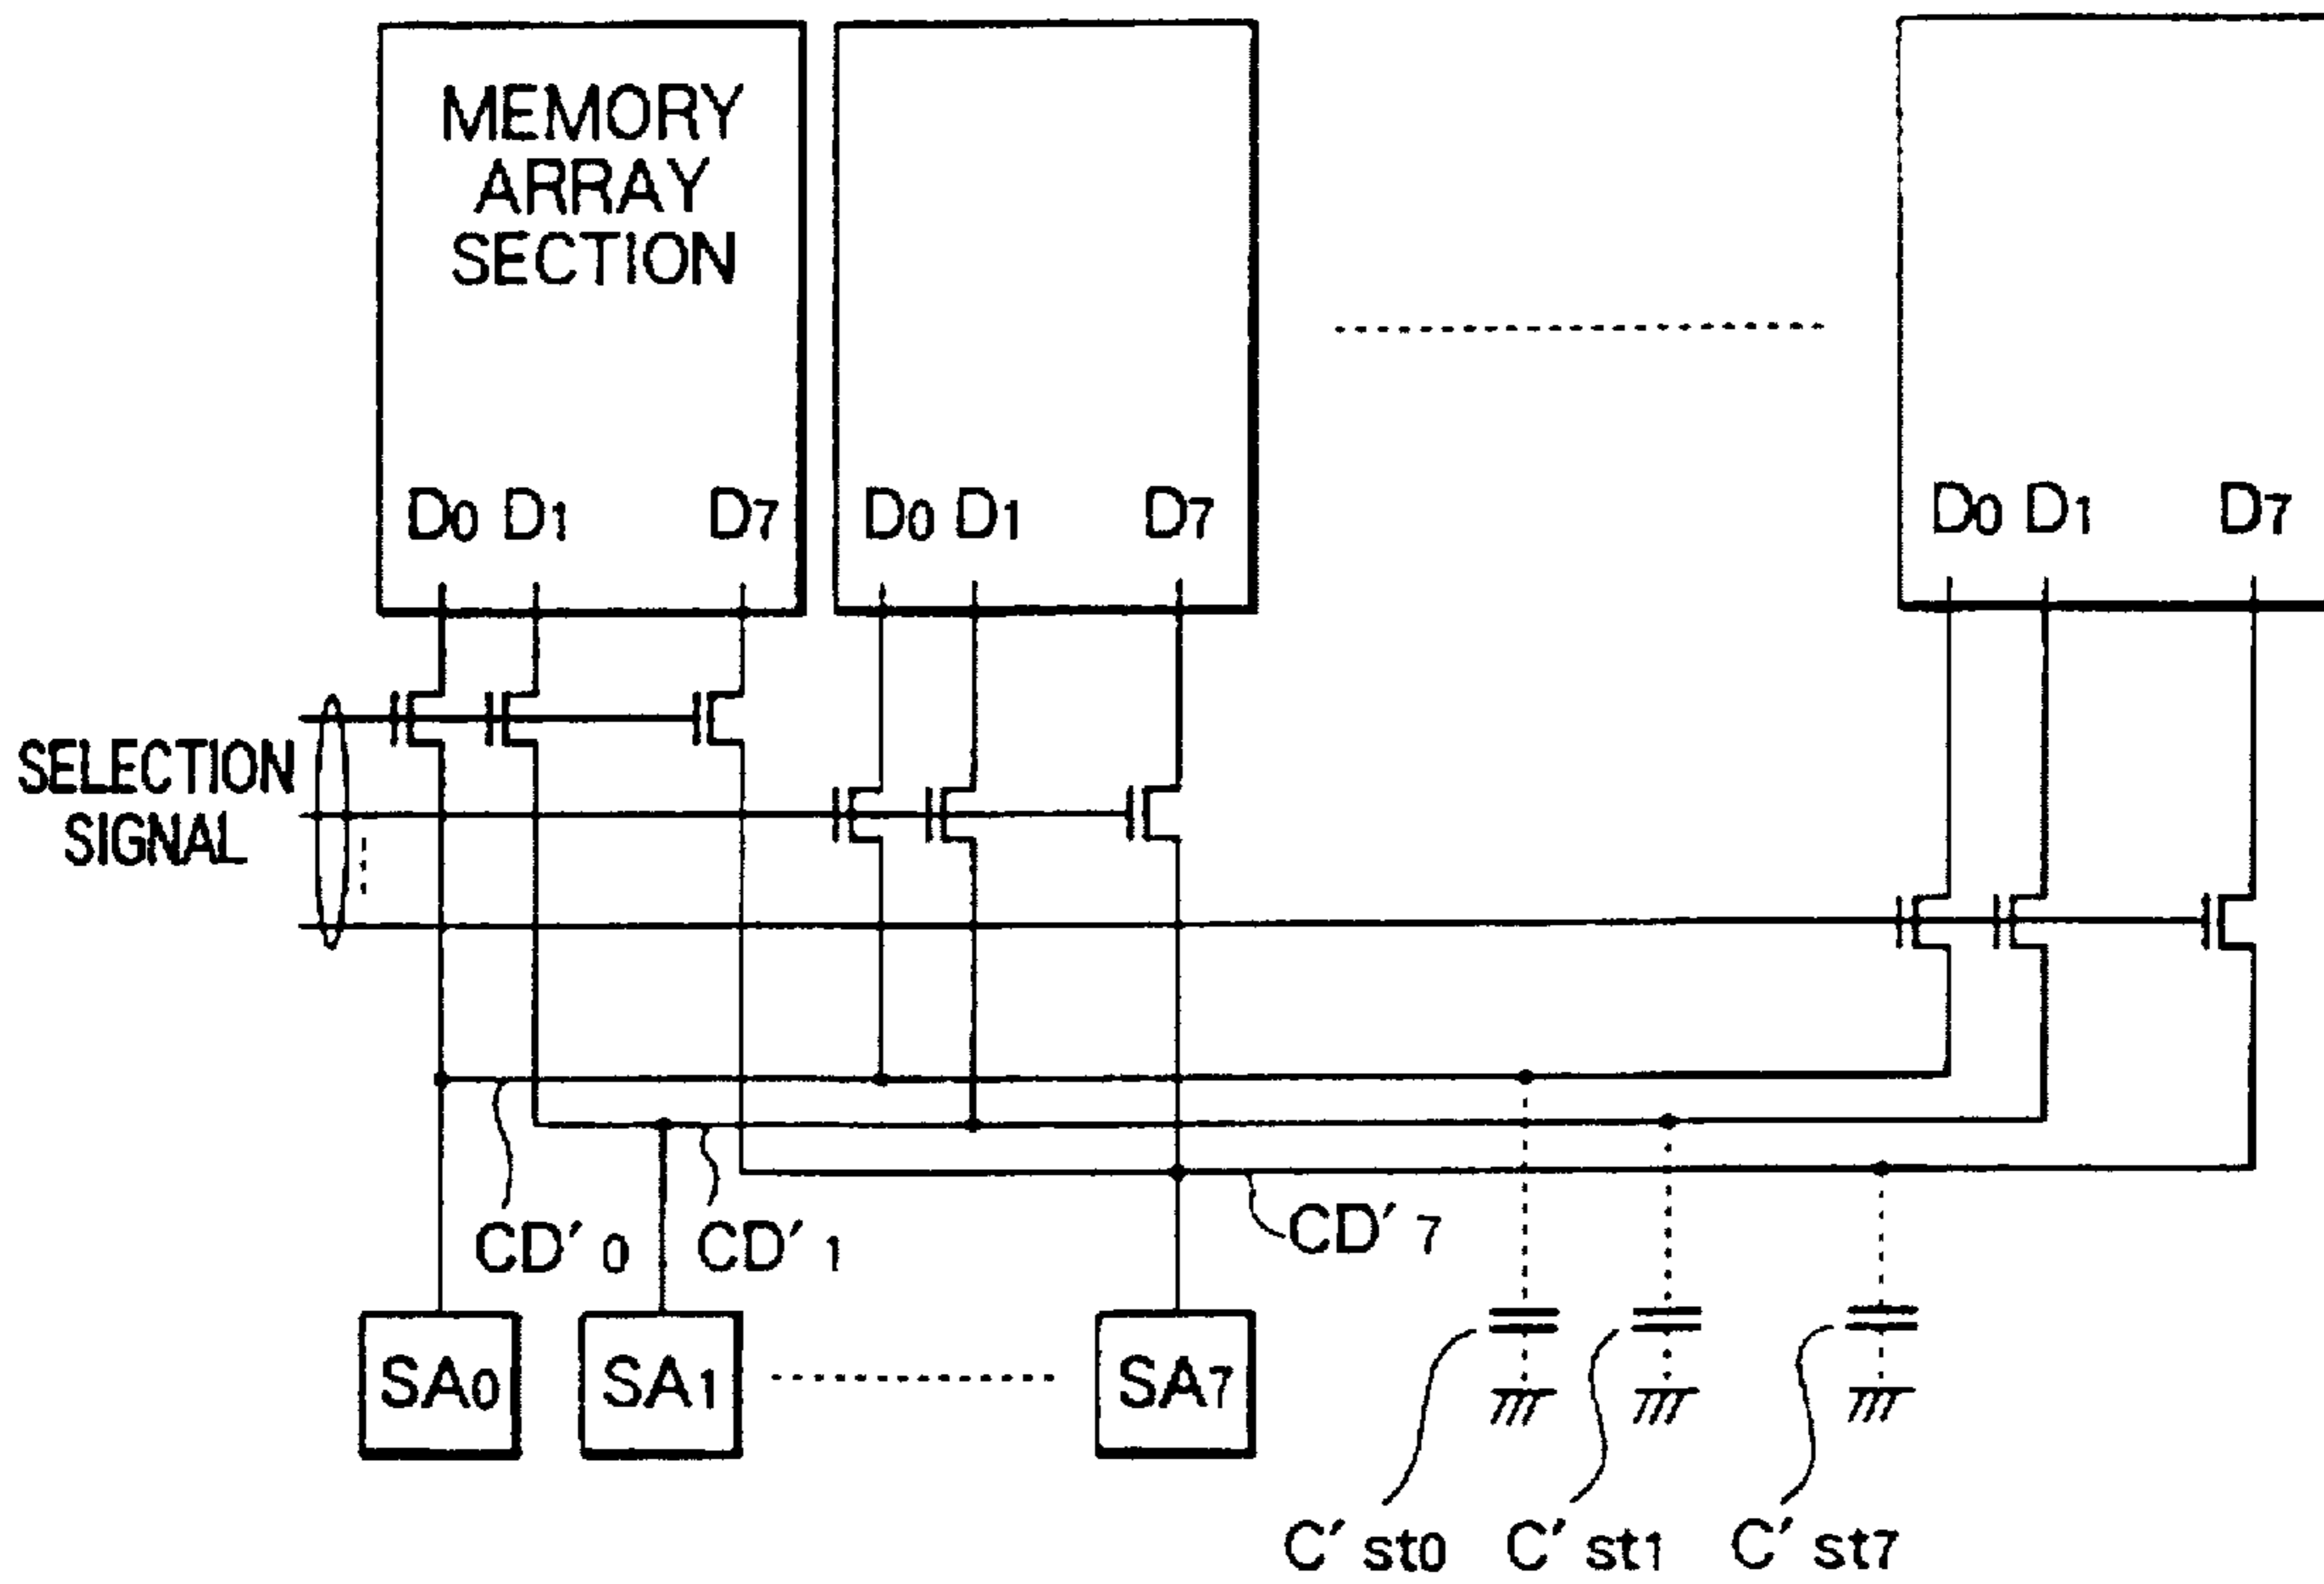 MEMORY
ARRAY
SECTION
D0 D1 D7
D0 D1 D7
D0 D1 D7
SELECTION
SIGNAL
CD'0
CD'1
CD'7
SA0
SA1
SA7
C'st0
C'st1
C'st7